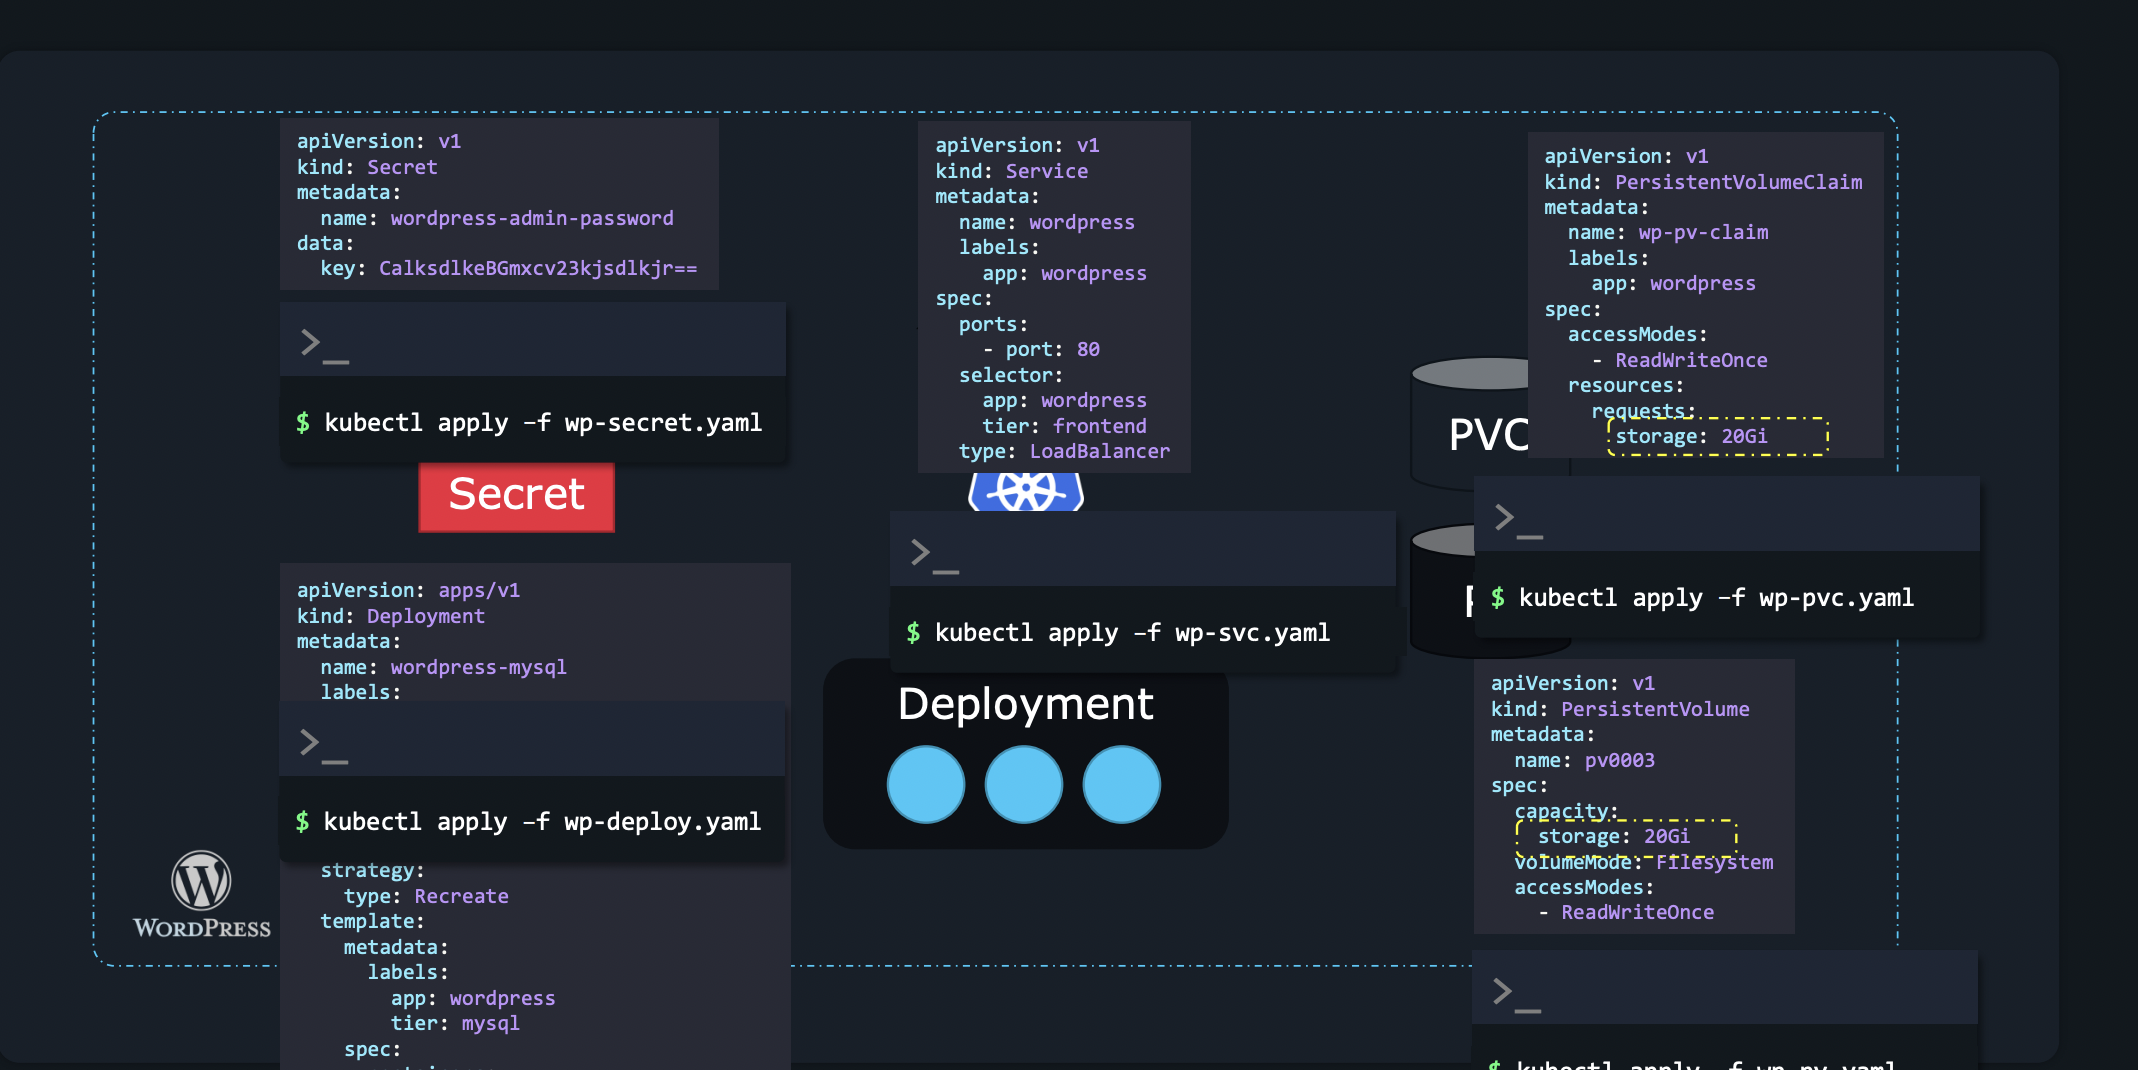 apiVersion: v1
kind: Secret
metadata:
  name: wordpress-admin-password
data:
  key: CalksdlkeBGmxcv23kjsdlkjr==
>_
$ kubectl apply –f wp-secret.yaml
Secret
apiVersion: apps/v1
kind: Deployment
metadata:
  name: wordpress-mysql
  labels:
>_
$ kubectl apply –f wp-deploy.yaml
  strategy:
    type: Recreate
  template:
    metadata:
      labels:
        app: wordpress
        tier: mysql
    spec:
WORDPRESS
apiVersion: v1
kind: Service
metadata:
  name: wordpress
  labels:
    app: wordpress
spec:
  ports:
    - port: 80
  selector:
    app: wordpress
    tier: frontend
  type: LoadBalancer
>_
$ kubectl apply –f wp-svc.yaml
Deployment
apiVersion: v1
kind: PersistentVolumeClaim
metadata:
  name: wp-pv-claim
  labels:
    app: wordpress
spec:
  accessModes:
    - ReadWriteOnce
  resources:
    requests:
      storage: 20Gi
PVC
>_
$ kubectl apply –f wp-pvc.yaml
apiVersion: v1
kind: PersistentVolume
metadata:
  name: pv0003
spec:
  capacity:
    storage: 20Gi
  volumeMode: Filesystem
  accessModes:
    - ReadWriteOnce
>_
$ kubectl apply –f wp-pv.yaml